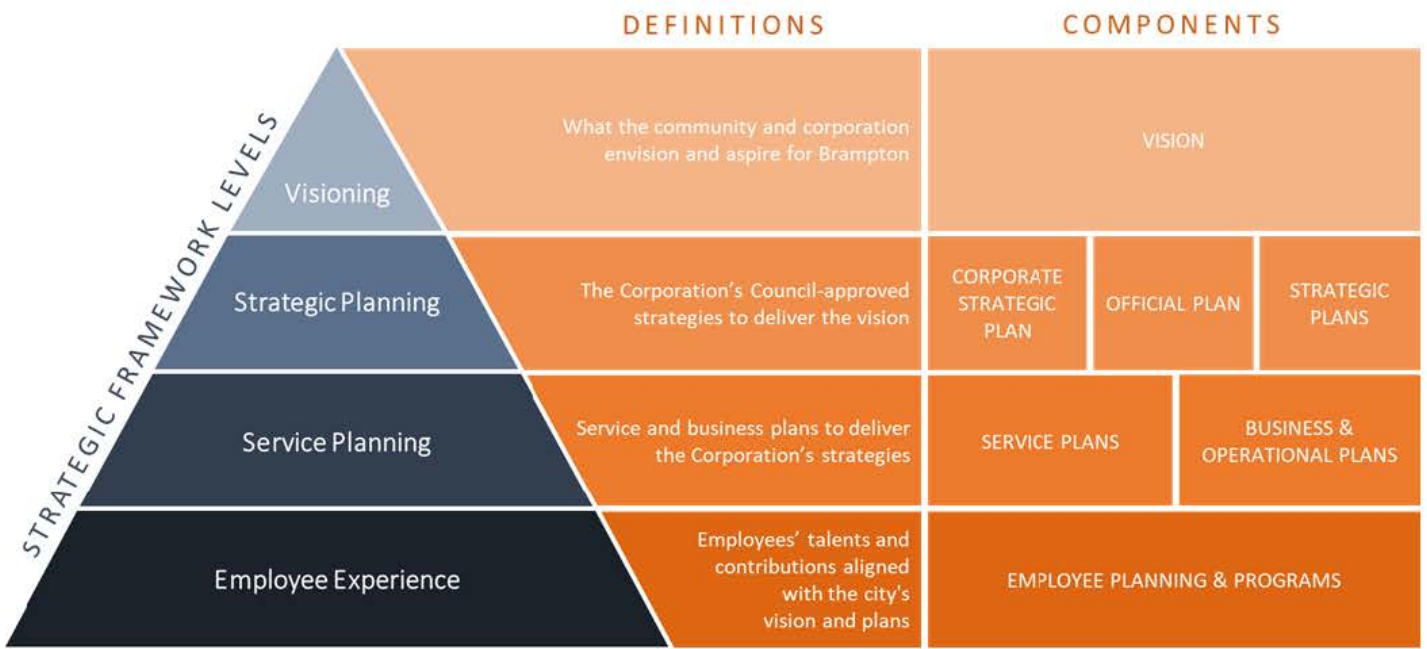 DEFINITIONS
COMPONENTS
STRATEGIC FRAMEWORK LEVELS
Visioning
What the community and corporation
envision and aspire for Brampton
VISION
Strategic Planning
The Corporation's Council-approved
strategies to deliver the vision
CORPORATE
STRATEGIC
PLAN
OFFICIAL PLAN
STRATEGIC
PLANS
Service Planning
Service and business plans to deliver
the Corporation's strategies
SERVICE PLANS
BUSINESS &
OPERATIONAL PLANS
Employee Experience
Employees' talents and
contributions aligned
with the city's
vision and plans
EMPLOYEE PLANNING & PROGRAMS